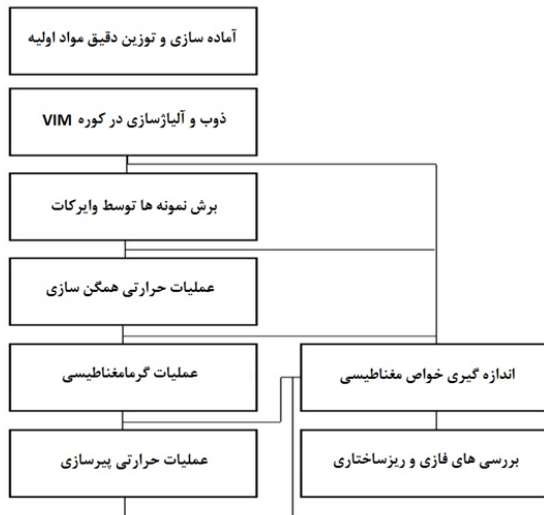 آماده سازی و توزین دقیق مواد اولیه
ذوب و آلیاژسازی در کوره VIM
برش نمونه ها توسط وایرکات
عملیات حرارتی همگن سازی
عملیات گرمامغناطیسی
اندازه گیری خواص مغناطیسی
عملیات حرارتی پیرسازی
بررسی های فازی و ریزساختاری